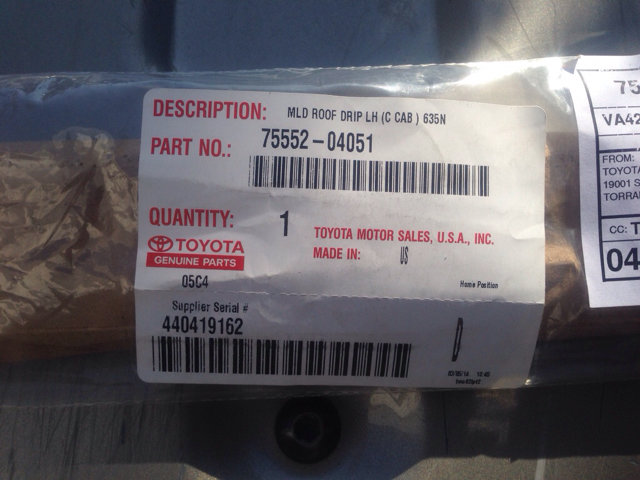 DESCRIPTION: MLD ROOF DRIP LH (C CAB ) 635N
PART NO.: 75552-04051
QUANTITY: 1
TOYOTA MOTOR SALES, U.S.A., INC.
TOYOTA
GENUINE PARTS
MADE IN: US
05C4
Home Position
Supplier Serial #
440419162
75
VA42
FROM:
TOYOTA
19001 S
TORRA
CC: T
04